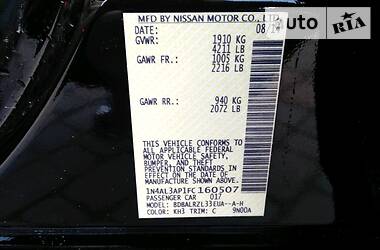 MFD BY NISSAN MOTOR CO., LTD
DATE: 08/14
GVWR: 1910 KG
4211 LB
GAWR FR.: 1005 KG
2216 LB
GAWR RR.: 940 KG
2072 LB
THIS VEHICLE CONFORMS TO
ALL APPLICABLE FEDERAL
MOTOR VEHICLE SAFETY,
BUMPER, AND THEFT
PREVENTION STANDARDS IN
EFFECT ON THE DATE OF
MANUFACTURE SHOWN ABOVE.
1N4AL3AP1FC160507
PASSENGER CAR 017
MODEL: BDBALRZL33EUA--A-H
COLOR: KH3 TRIM: C 9N00A
auto RIA